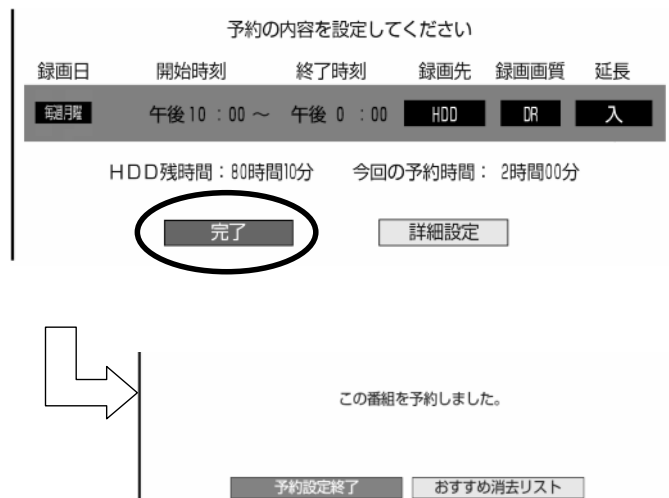 予約の内容を設定してください
録画日 開始時刻 終了時刻 録画先 録画画質 延長
毎週月曜 午後10:00~ 午後 0:00 HDD DR 入
HDD残時間:80時間10分 今回の予約時間: 2時間00分
完了 詳細設定
この番組を予約しました。
予約設定終了 おすすめ消去リスト